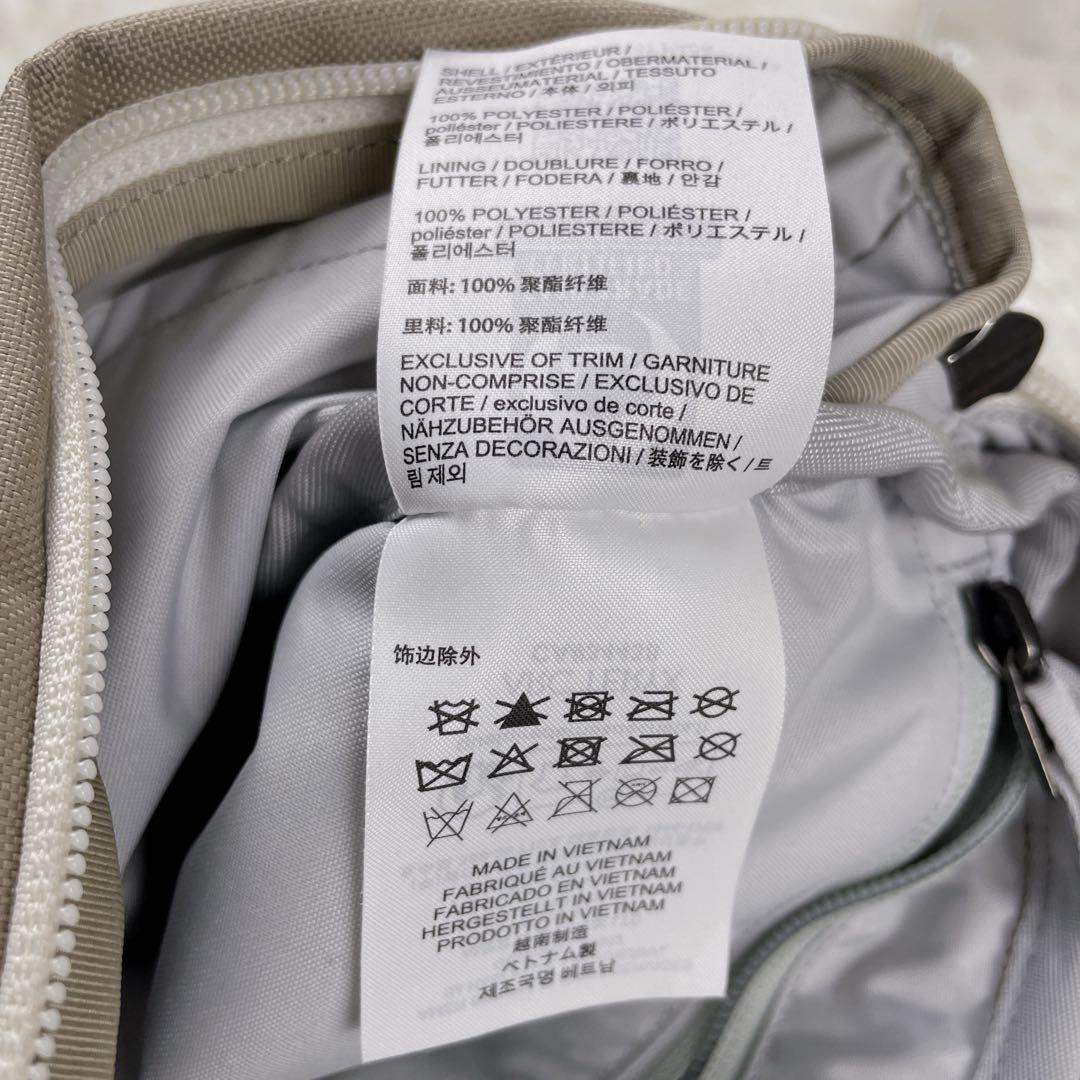 SHELL / EXTÉRIEUR /
REVESTIMIENTO / OBERMATERIAL /
AUSSEUMATERIAL / TESSUTO
ESTERNO / 本体 / 외피
100% POLYESTER / POLIÉSTER /
poliéster / POLIESTERE / ポリエステル /
폴리에스터
LINING / DOUBLURE / FORRO /
FUTTER / FODERA / 裏地 / 안감
100% POLYESTER / POLIÉSTER /
poliéster / POLIESTERE / ポリエステル /
폴리에스터
面料: 100% 聚酯纤维
里料: 100% 聚酯纤维
EXCLUSIVE OF TRIM / GARNITURE
NON-COMPRISE / EXCLUSIVO DE
CORTE / exclusivo de corte /
NÄHZUBEHÖR AUSGENOMMEN /
SENZA DECORAZIONI / 装飾を除く / 트
림 제외
饰边除外
MADE IN VIETNAM
FABRIQUÉ AU VIETNAM
FABRICADO EN VIETNAM
HERGESTELLT IN VIETNAM
PRODOTTO IN VIETNAM
越南制造
ベトナム製
제조국명 베트남